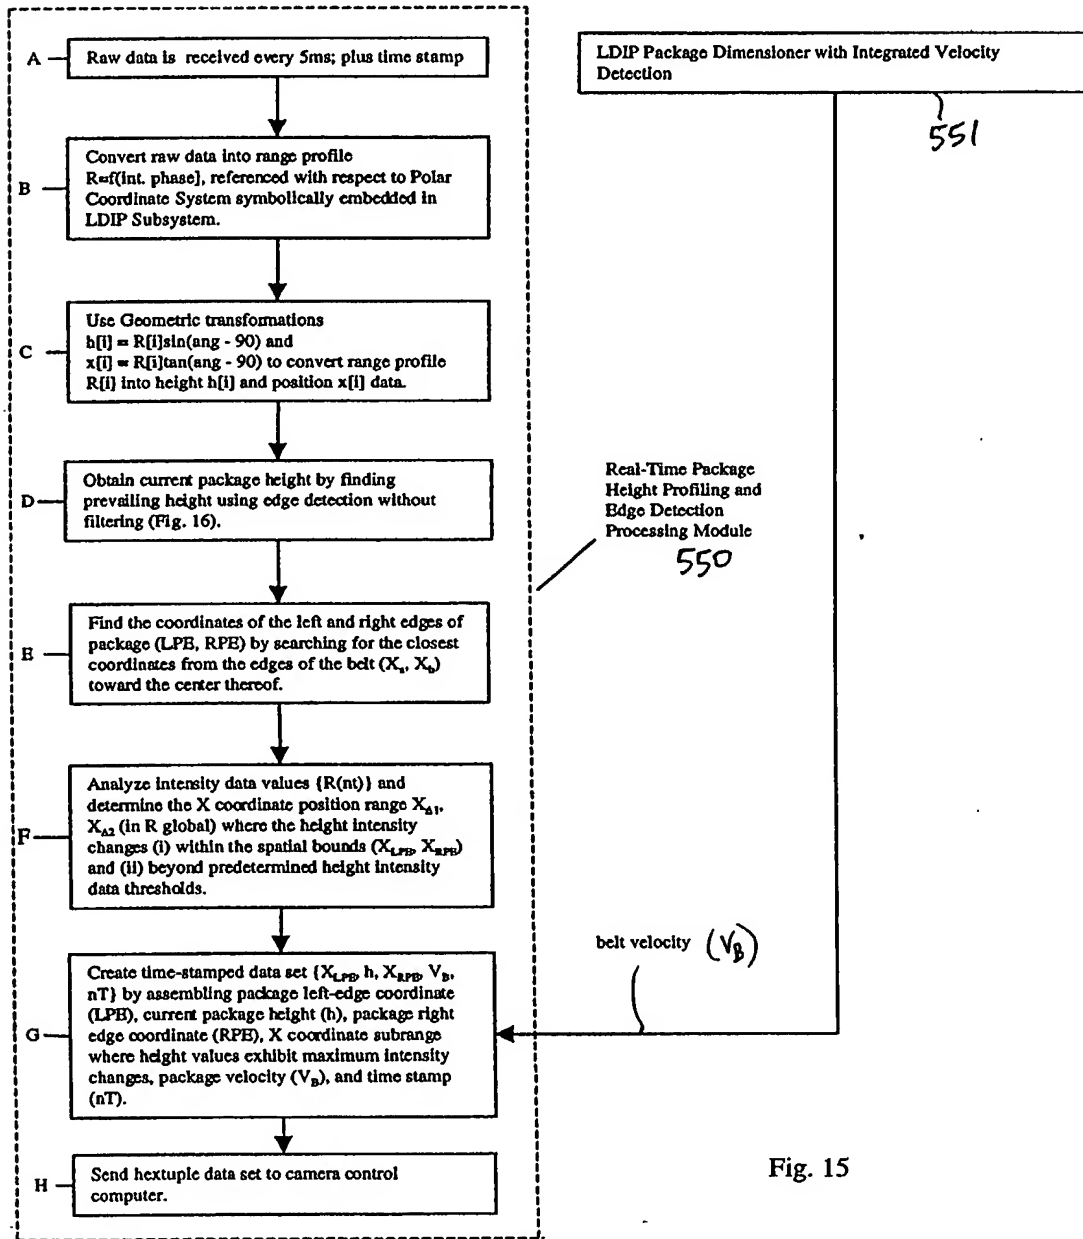 A
Raw data is received every 5ms; plus time stamp
B
Convert raw data into range profile
R=f(int. phase], referenced with respect to Polar
Coordinate System symbolically embedded in
LDIP Subsystem.
C
Use Geometric transformations
h[i] = R[i]sin(ang - 90) and
x[i] = R[i]tan(ang - 90) to convert range profile
R[i] into height h[i] and position x[i] data.
D
Obtain current package height by finding
prevailing height using edge detection without
filtering (Fig. 16).
E
Find the coordinates of the left and right edges of
package (LPE, RPE) by searching for the closest
coordinates from the edges of the belt (Xa, Xb)
toward the center thereof.
F
Analyze intensity data values {R(nt)} and
determine the X coordinate position range XΔ1,
XΔ2 (in R global) where the height intensity
changes (i) within the spatial bounds (XLPE, XRPE)
and (ii) beyond predetermined height intensity
data thresholds.
G
Create time-stamped data set {XLPE, h, XRPE, VB,
nT} by assembling package left-edge coordinate
(LPE), current package height (h), package right
edge coordinate (RPE), X coordinate subrange
where height values exhibit maximum intensity
changes, package velocity (VB), and time stamp
(nT).
H
Send hextuple data set to camera control
computer.
LDIP Package Dimensioner with Integrated Velocity
Detection
551
Real-Time Package
Height Profiling and
Edge Detection
Processing Module
550
belt velocity (VB)
Fig. 15